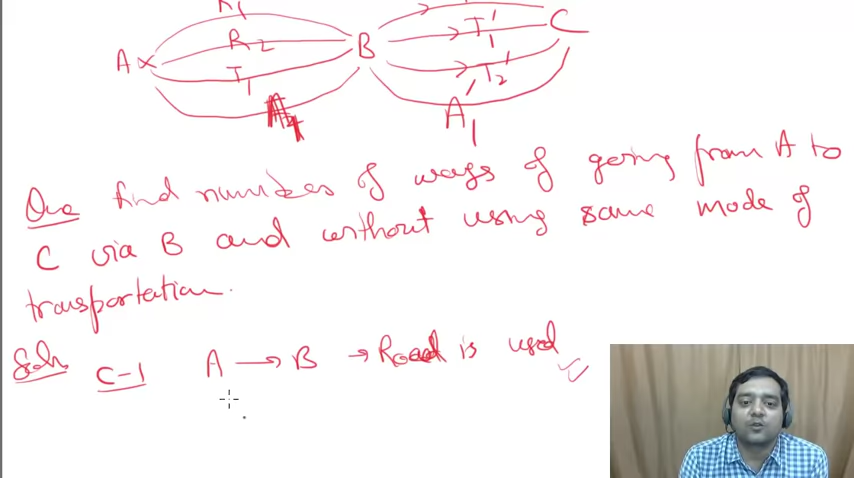 R1
R2
T1
A
B
T1'
T2'
C
A1'
Que find numbers of ways of going from A to
C via B and without using same mode of
transportation.
Soln C-1 A → B → Road is used